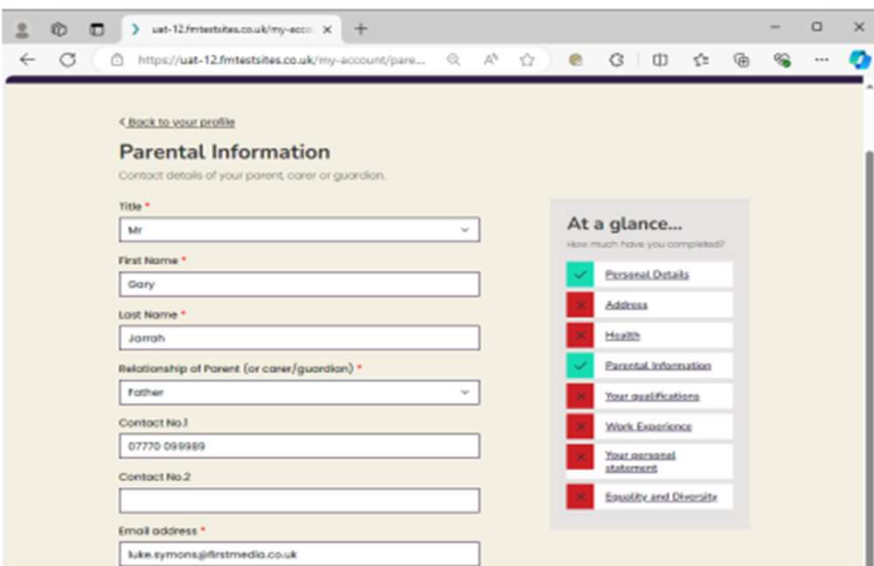 uat-12.fmtestsites.co.uk/my-acco
https://uat-12.fmtestsites.co.uk/my-account/pare...
< Back to your profile
Parental Information
Contact details of your parent, carer or guardian.
Title *
Mr
First Name *
Gary
Last Name *
Jarrah
Relationship of Parent (or carer/guardian) *
Father
Contact No.1
07770 099989
Contact No.2
Email address *
luke.symons@firstmedia.co.uk
At a glance...
How much have you completed?
Personal Details
Address
Health
Parental Information
Your qualifications
Work Experience
Your personal
statement
Equality and Diversity